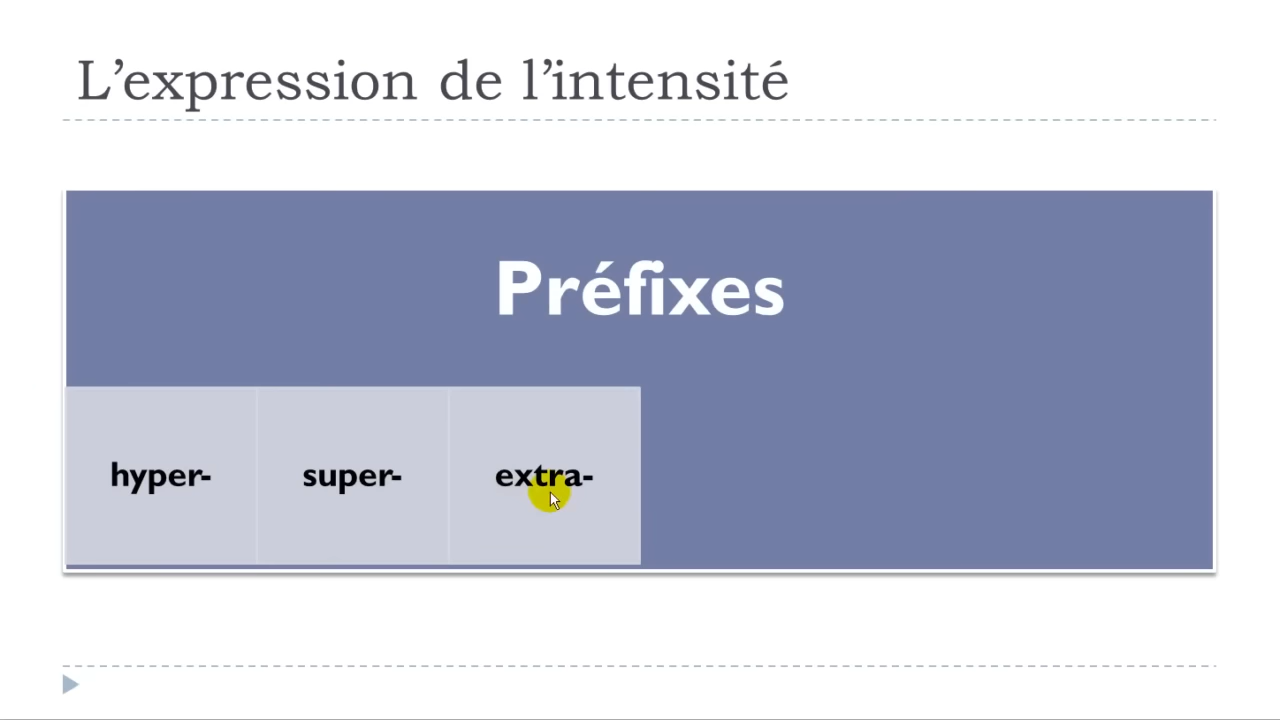 L’expression de l’intensité
Préfixes
hyper-
super-
extra-